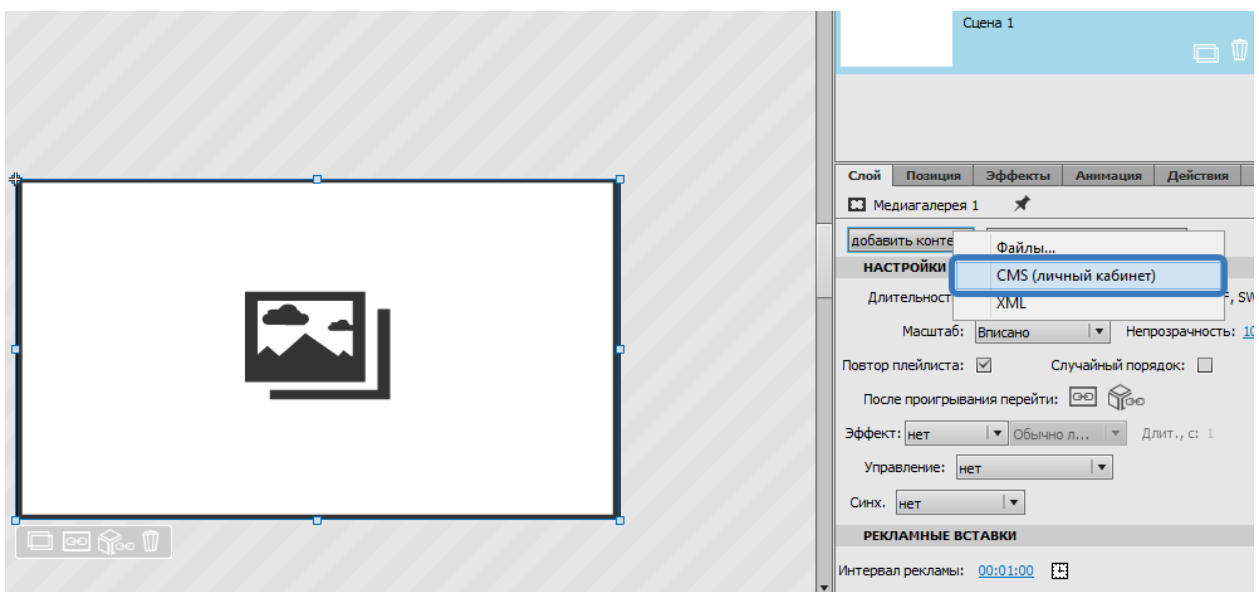 Сцена 1
Слой Позиция Эффекты Анимация Действия
Медиагалерея 1
добавить конте
Файлы...
НАСТРОЙКИ
CMS (личный кабинет)
Длительност
XML
Масштаб: Вписано Непрозрачность: 10
Повтор плейлиста: Случайный порядок:
После проигрывания перейти:
Эффект: нет Обычно л... Длит., с: 1
Управление: нет
Синх. нет
РЕКЛАМНЫЕ ВСТАВКИ
Интервал рекламы: 00:01:00